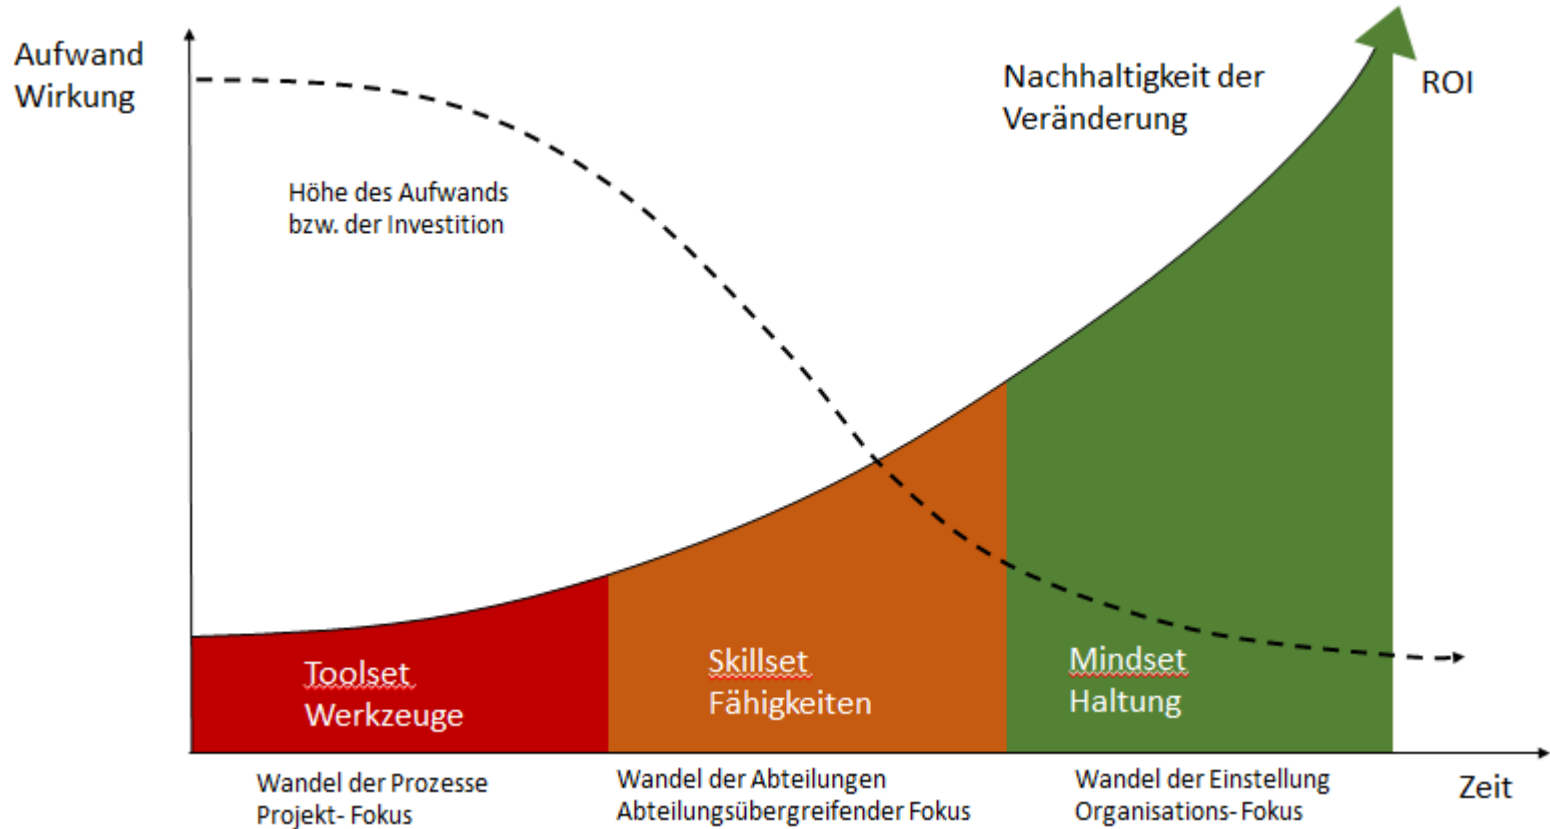 Aufwand
Wirkung
Nachhaltigkeit der
Veränderung
ROI
Höhe des Aufwands
bzw. der Investition
Toolset
Werkzeuge
Skillset
Fähigkeiten
Mindset
Haltung
Wandel der Prozesse
Projekt- Fokus
Wandel der Abteilungen
Abteilungsübergreifender Fokus
Wandel der Einstellung
Organisations- Fokus
Zeit